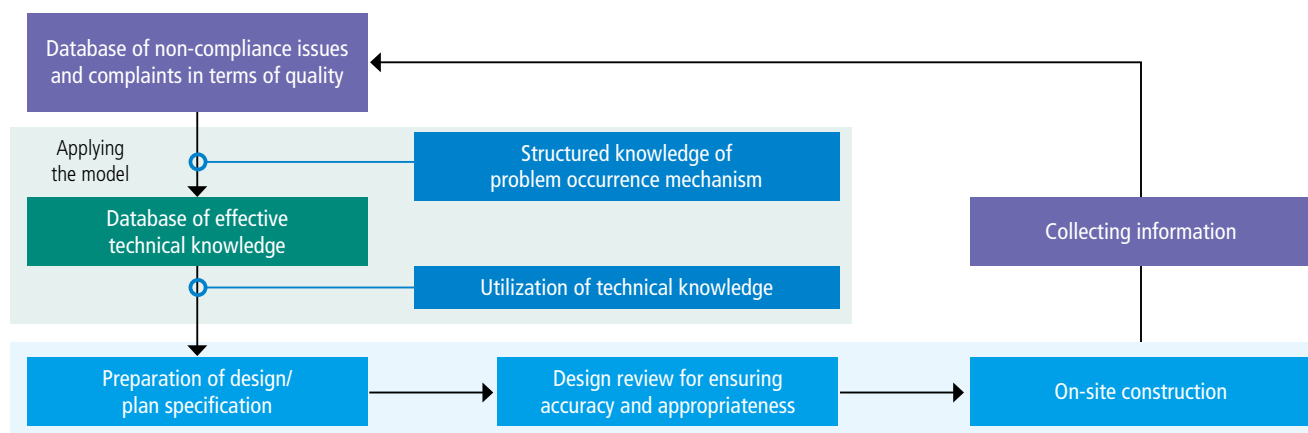 Database of non-compliance issues
and complaints in terms of quality
Applying
the model
Structured knowledge of
problem occurrence mechanism
Database of effective
technical knowledge
Collecting information
Utilization of technical knowledge
Preparation of design/
plan specification
Design review for ensuring
accuracy and appropriateness
On-site construction